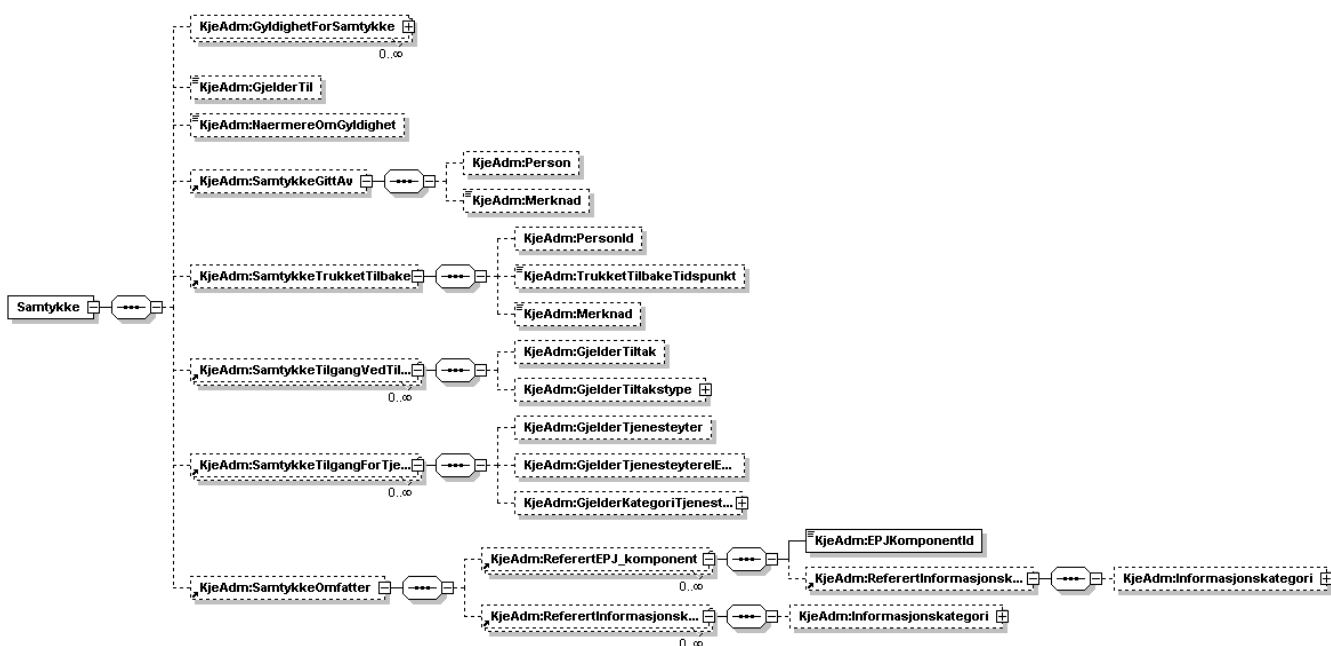 KjeAdm:GyldighetForSamtykke
0..∞
KjeAdm:GjelderTil
KjeAdm:NaermereOmGyldighet
KjeAdm:SamtykkeGittAv
KjeAdm:Person
KjeAdm:Merknad
KjeAdm:SamtykkeTrukketTilbake
KjeAdm:PersonId
KjeAdm:TrukketTilbakeTidspunkt
KjeAdm:Merknad
Samtykke
KjeAdm:SamtykkeTilgangVedTil...
0..∞
KjeAdm:GjelderTiltak
KjeAdm:GjelderTiltakstype
KjeAdm:SamtykkeTilgangForTje...
0..∞
KjeAdm:GjelderTjenesteyter
KjeAdm:GjelderTjenesteyterIE...
KjeAdm:GjelderKategoriTjenest...
KjeAdm:SamtykkeOmfatter
KjeAdm:ReferertEPJ_komponent
0..∞
KjeAdm:EPJKomponentId
KjeAdm:ReferertInformasjonsk...
KjeAdm:Informasjonskategori
KjeAdm:ReferertInformasjonsk...
0..∞
KjeAdm:Informasjonskategori